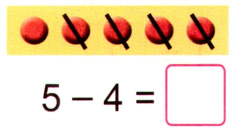 5 – 4 =